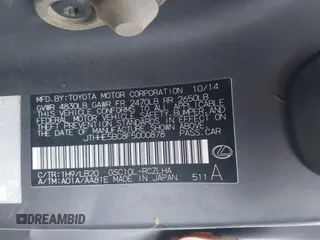 MFD.BY:TOYOTA MOTOR CORPORATION 10/14
GVWR 4830LB GAWR FR 2470LB RR 2650LB
THIS VEHICLE CONFORMS TO ALL APPLICABLE
FEDERAL MOTOR VEHICLE SAFETY, BUMPER, AND
THEFT PREVENTION STANDARDS IN EFFECT ON
THE DATE OF MANUFACTURE SHOWN ABOVE.
PASS.CAR
C/TR:1H9/LB20 GSC10L-RCZLHA
A/TM:A01A/AA81E MADE IN JAPAN 511 A
CREAMBID